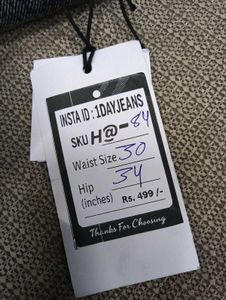 INSTA ID : 1DAYJEANS
SKU H@-84
Waist Size 30
Hip 34
(inches) Rs. 499 /-
Thanks For Choosing